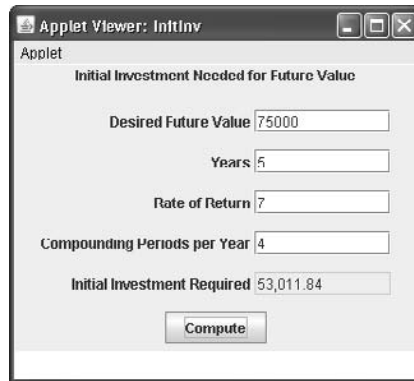 Applet Viewer: InitInv
Applet
Initial Investment Needed for Future Value
Desired Future Value 75000
Years 5
Rate of Return 7
Compounding Periods per Year 4
Initial Investment Required 53,011.84
Compute